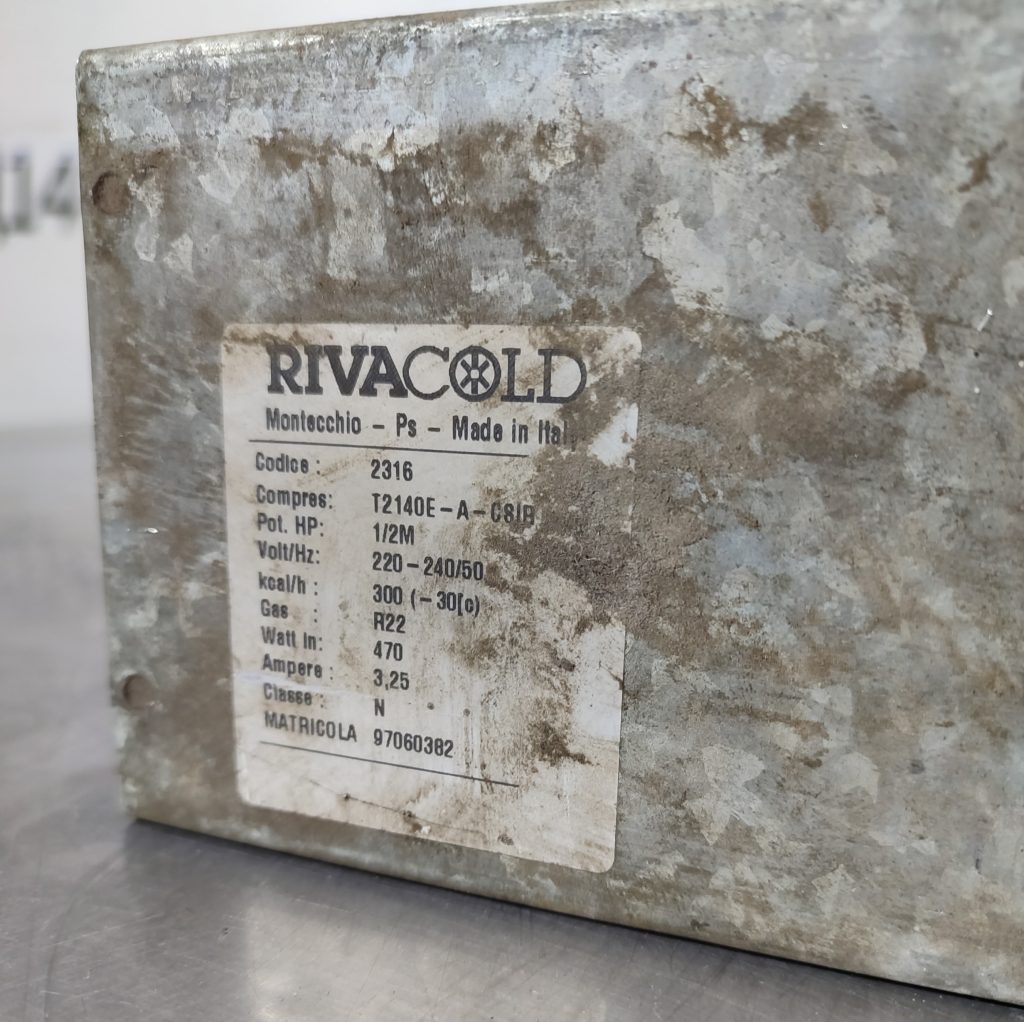 RIVACOLD
Montecchio - Ps - Made in Ital
Codice : 2316
Compres: T2140E-A-CSIR
Pot. HP: 1/2M
Volt/Hz: 220-240/50
kcal/h : 300 (-30[c)
Gas : R22
Watt In: 470
Ampere : 3,25
Classe : N
MATRICOLA 97060382